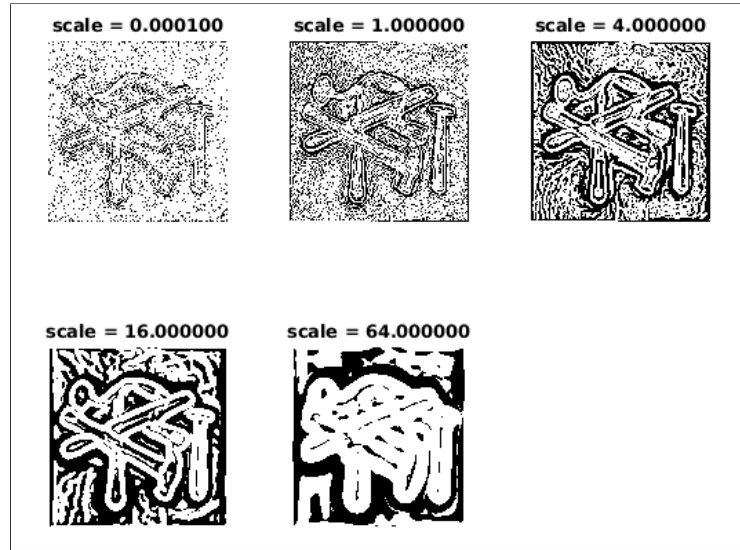 scale = 0.000100
scale = 1.000000
scale = 4.000000
scale = 16.000000
scale = 64.000000